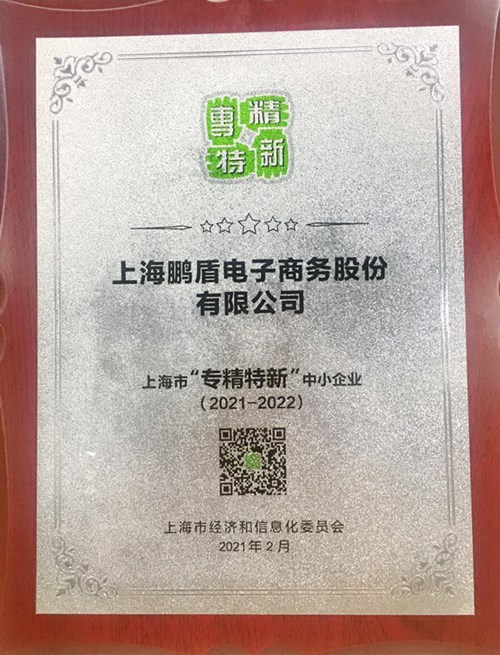 專精
特新
上海鹏盾电子商务股份
有限公司
上海市“专精特新”中小企业
(2021-2022)
上海市经济和信息化委员会
2021年2月